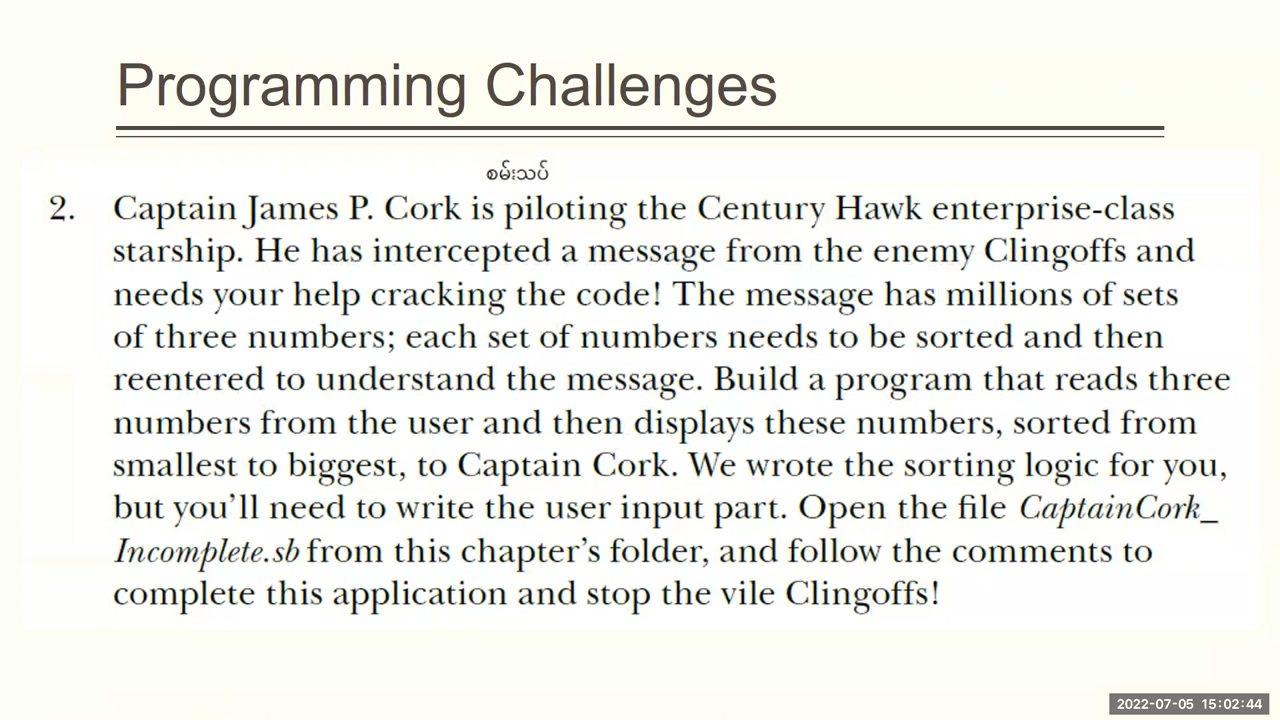 Programming Challenges
စမ်းသပ်
2. Captain James P. Cork is piloting the Century Hawk enterprise-class
starship. He has intercepted a message from the enemy Clingoffs and
needs your help cracking the code! The message has millions of sets
of three numbers; each set of numbers needs to be sorted and then
reentered to understand the message. Build a program that reads three
numbers from the user and then displays these numbers, sorted from
smallest to biggest, to Captain Cork. We wrote the sorting logic for you,
but you’ll need to write the user input part. Open the file CaptainCork_
Incomplete.sb from this chapter’s folder, and follow the comments to
complete this application and stop the vile Clingoffs!
2022-07-05 15:02:44